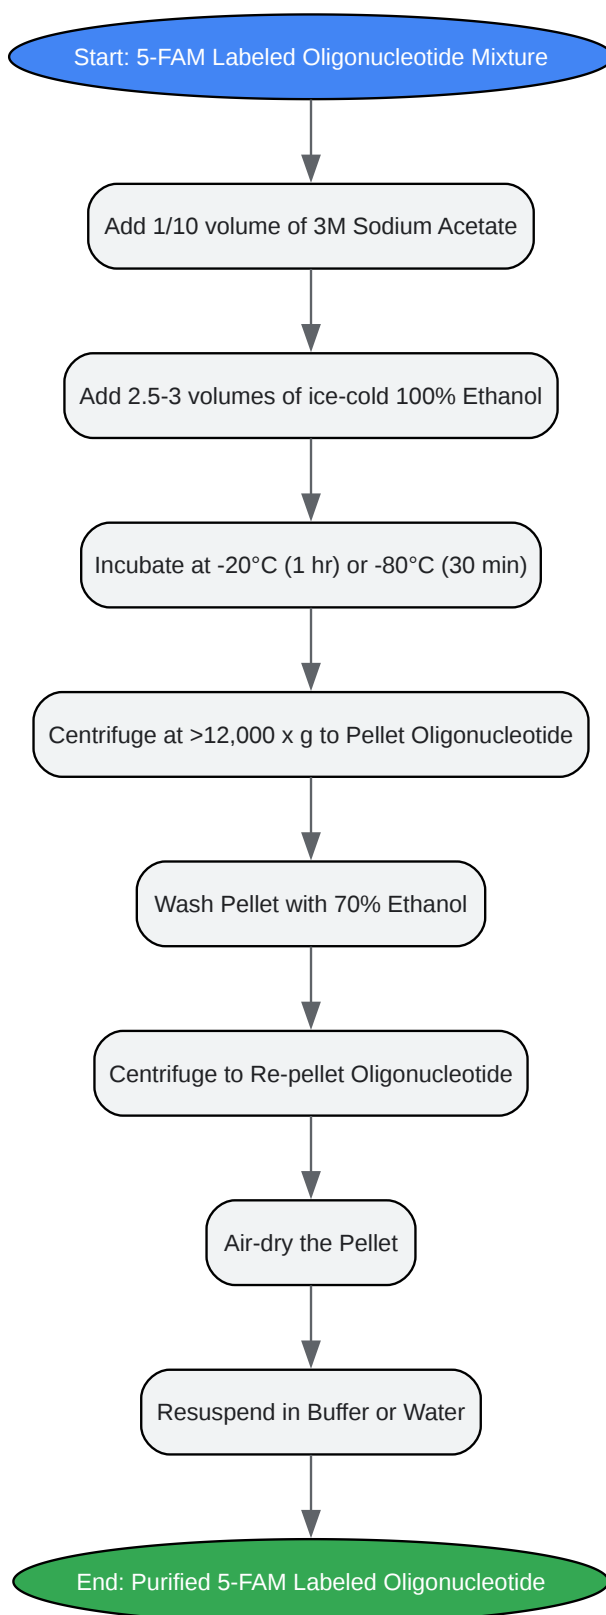 Start: 5-FAM Labeled Oligonucleotide Mixture
Add 1/10 volume of 3M Sodium Acetate
Add 2.5-3 volumes of ice-cold 100% Ethanol
Incubate at -20°C (1 hr) or -80°C (30 min)
Centrifuge at >12,000 x g to Pellet Oligonucleotide
Wash Pellet with 70% Ethanol
Centrifuge to Re-pellet Oligonucleotide
Air-dry the Pellet
Resuspend in Buffer or Water
End: Purified 5-FAM Labeled Oligonucleotide